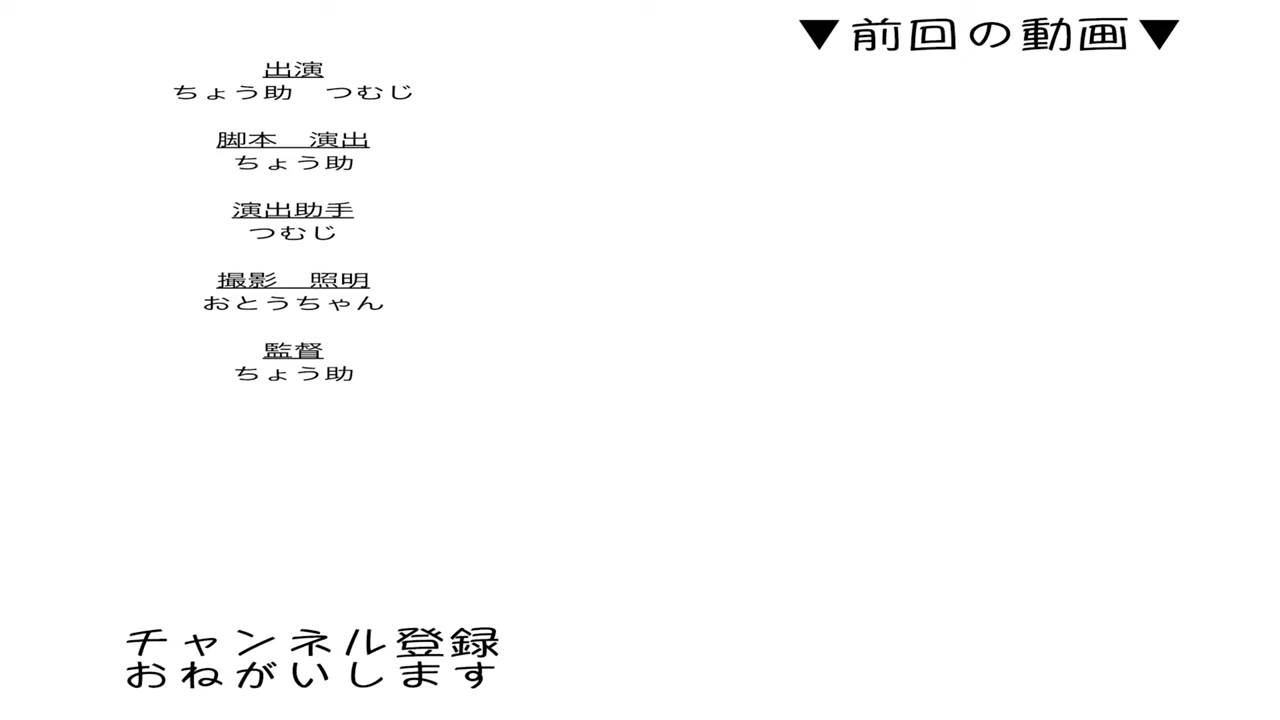 ▼前回の動画▼
出演
ちょう助　つむじ
脚本　演出
ちょう助
演出助手
つむじ
撮影　照明
おとうちゃん
監督
ちょう助
チャンネル登録
おねがいします